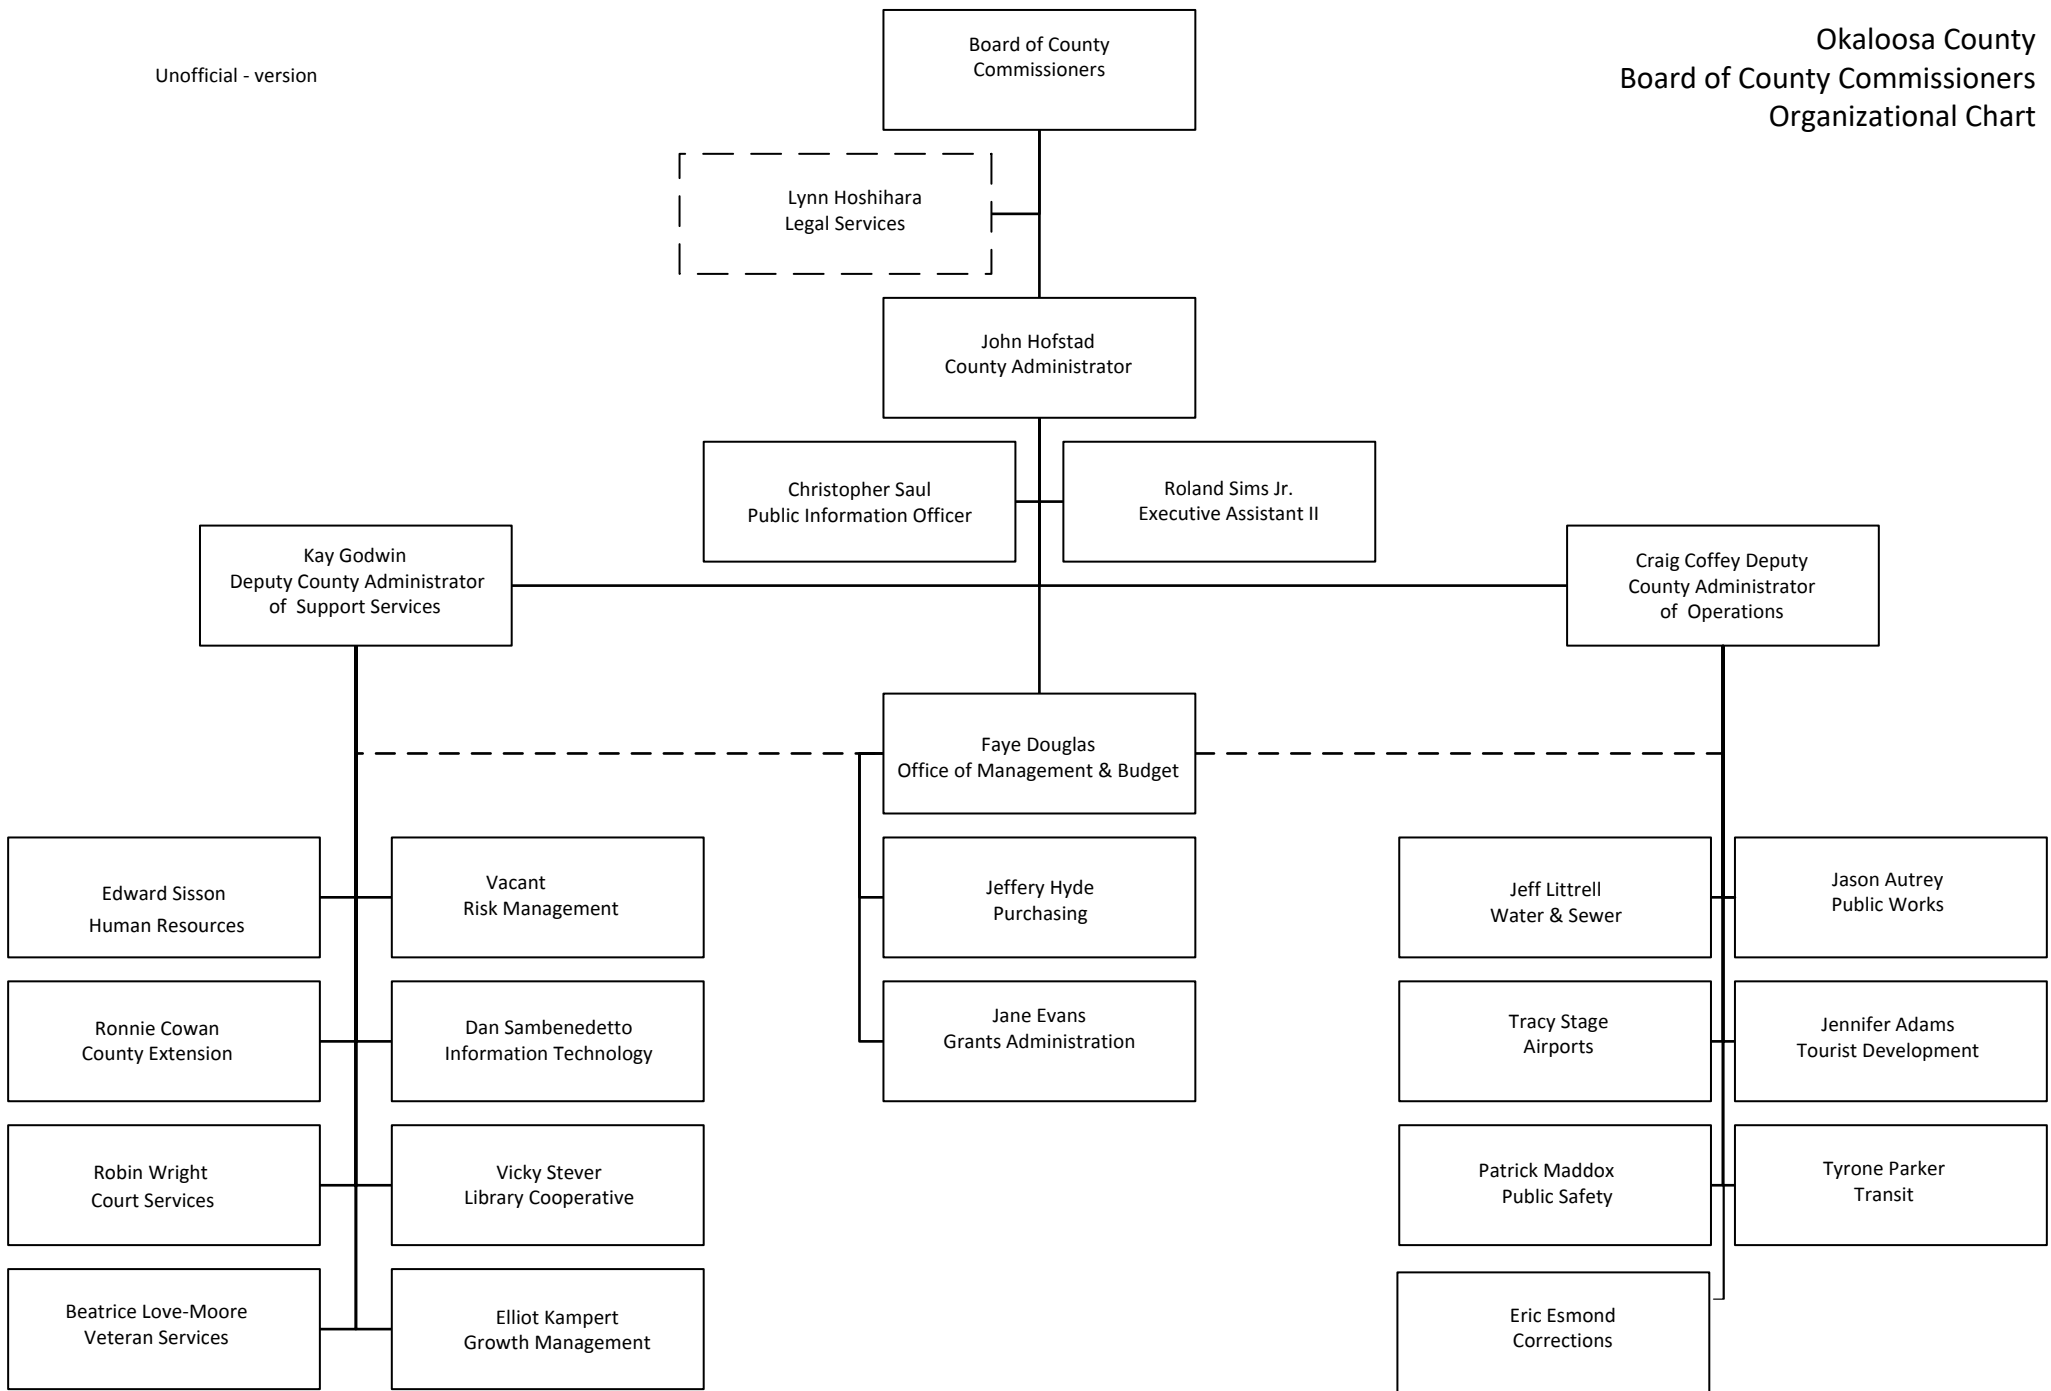 Unofficial - version
Okaloosa County
Board of County Commissioners
Organizational Chart
Board of County
Commissioners
Lynn Hoshihara
Legal Services
John Hofstad
County Administrator
Christopher Saul
Public Information Officer
Roland Sims Jr.
Executive Assistant II
Kay Godwin
Deputy County Administrator
of Support Services
Craig Coffey Deputy
County Administrator
of Operations
Faye Douglas
Office of Management & Budget
Edward Sisson
Human Resources
Vacant
Risk Management
Jeffery Hyde
Purchasing
Jeff Littrell
Water & Sewer
Jason Autrey
Public Works
Ronnie Cowan
County Extension
Dan Sambenedetto
Information Technology
Jane Evans
Grants Administration
Tracy Stage
Airports
Jennifer Adams
Tourist Development
Robin Wright
Court Services
Vicky Stever
Library Cooperative
Patrick Maddox
Public Safety
Tyrone Parker
Transit
Beatrice Love-Moore
Veteran Services
Elliot Kampert
Growth Management
Eric Esmond
Corrections